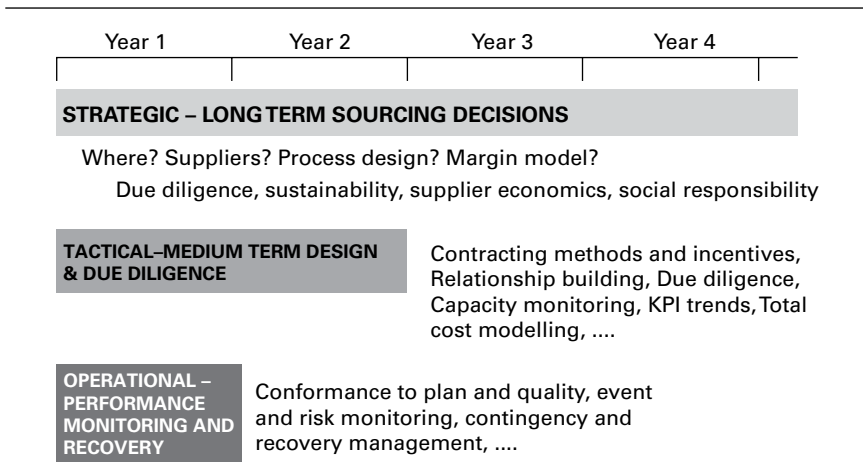 Year 1 Year 2 Year 3 Year 4
STRATEGIC – LONG TERM SOURCING DECISIONS
Where? Suppliers? Process design? Margin model?
Due diligence, sustainability, supplier economics, social responsibility
TACTICAL–MEDIUM TERM DESIGN
& DUE DILIGENCE
Contracting methods and incentives,
Relationship building, Due diligence,
Capacity monitoring, KPI trends, Total
cost modelling, ....
OPERATIONAL –
PERFORMANCE
MONITORING AND
RECOVERY
Conformance to plan and quality, event
and risk monitoring, contingency and
recovery management, ....